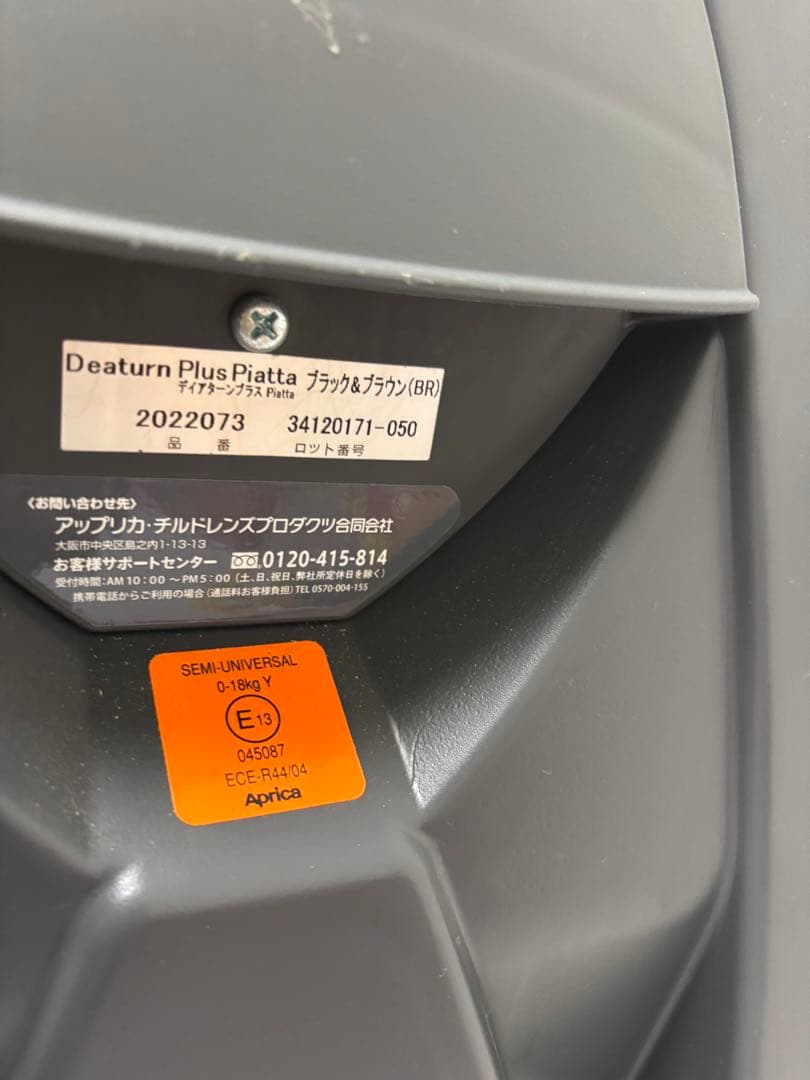 Deaturn Plus Piatta ブラック&ブラウン(BR)
ディアターンプラス Piatta
2022073 34120171-050
品 番 ロット番号
〈お問い合わせ先〉
アップリカ・チルドレンズプロダクツ合同会社
大阪市中央区島之内1-13-13
お客様サポートセンター 0120-415-814
受付時間:AM10:00 ～PM5:00 (土、日、祝日、弊社所定休日を除く)
携帯電話からご利用の場合 (通話料お客様負担) TEL 0570-004-155
SEMI-UNIVERSAL
0-18kg Y
E 13
045087
ECE-R44/04
Aprica